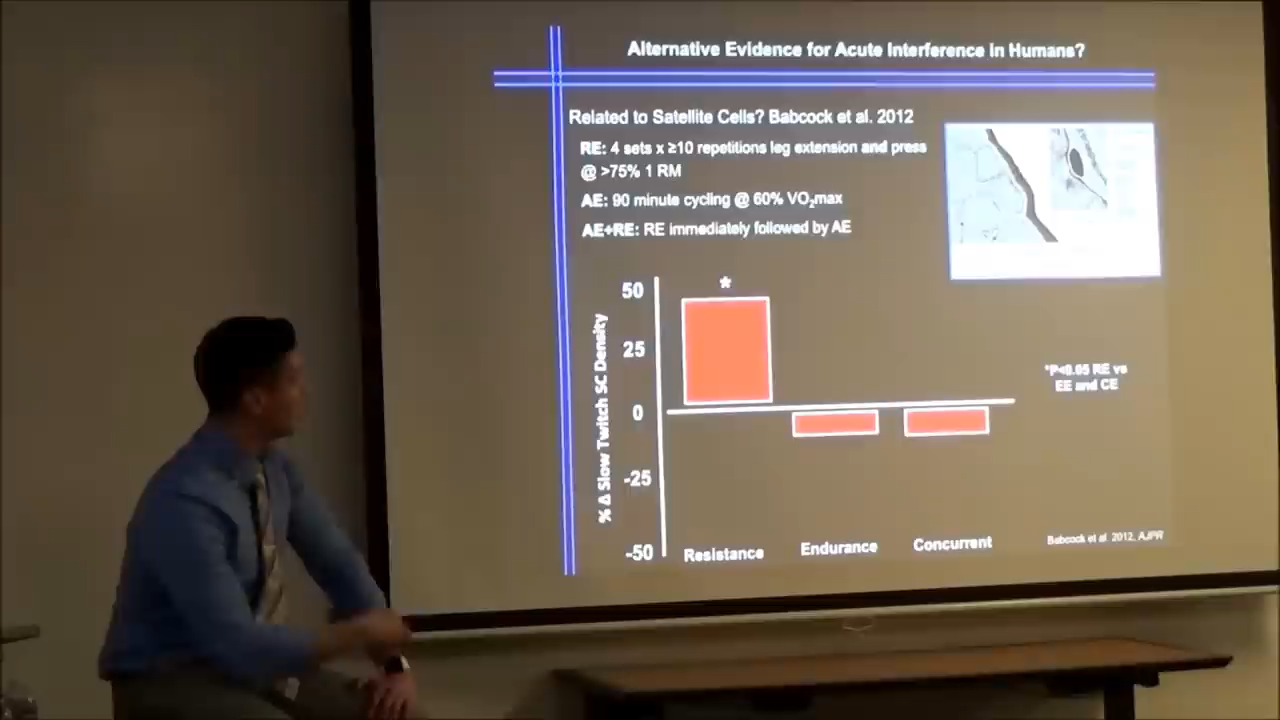 Alternative Evidence for Acute Interference in Humans?
Related to Satellite Cells? Babcock et al. 2012
RE: 4 sets x ≥10 repetitions leg extension and press
@ >75% 1 RM
AE: 90 minute cycling @ 60% VO₂max
AE+RE: RE immediately followed by AE
% Δ Slow Twitch SC Density
50
25
0
-25
-50
*
Resistance
Endurance
Concurrent
*P<0.05 RE vs
EE and CE
Babcock et al. 2012, AJPR